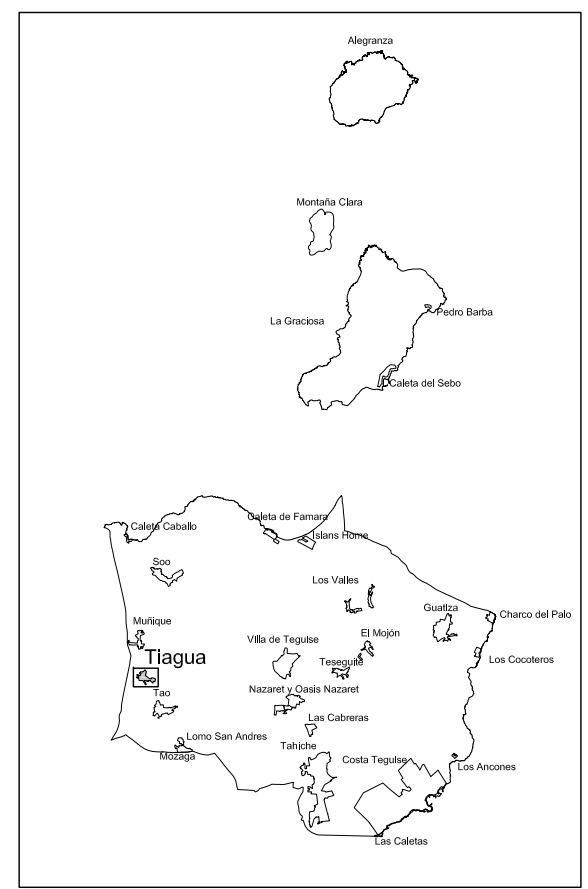 Alegranza
Montaña Clara
La Graciosa
Pedro Barba
Caleta del Sebo
Caleta Caballo
Caleta de Famara
Islans Home
Soo
Los Valles
Guatiza
Charco del Palo
Muñique
El Mojón
Villa de Teguise
Los Cocoteros
Tiagua
Teseguite
Tao
Nazaret y Oasis Nazaret
Las Cabreras
Lomo San Andres
Mozaga
Tahiche
Costa Teguise
Los Ancones
Las Caletas